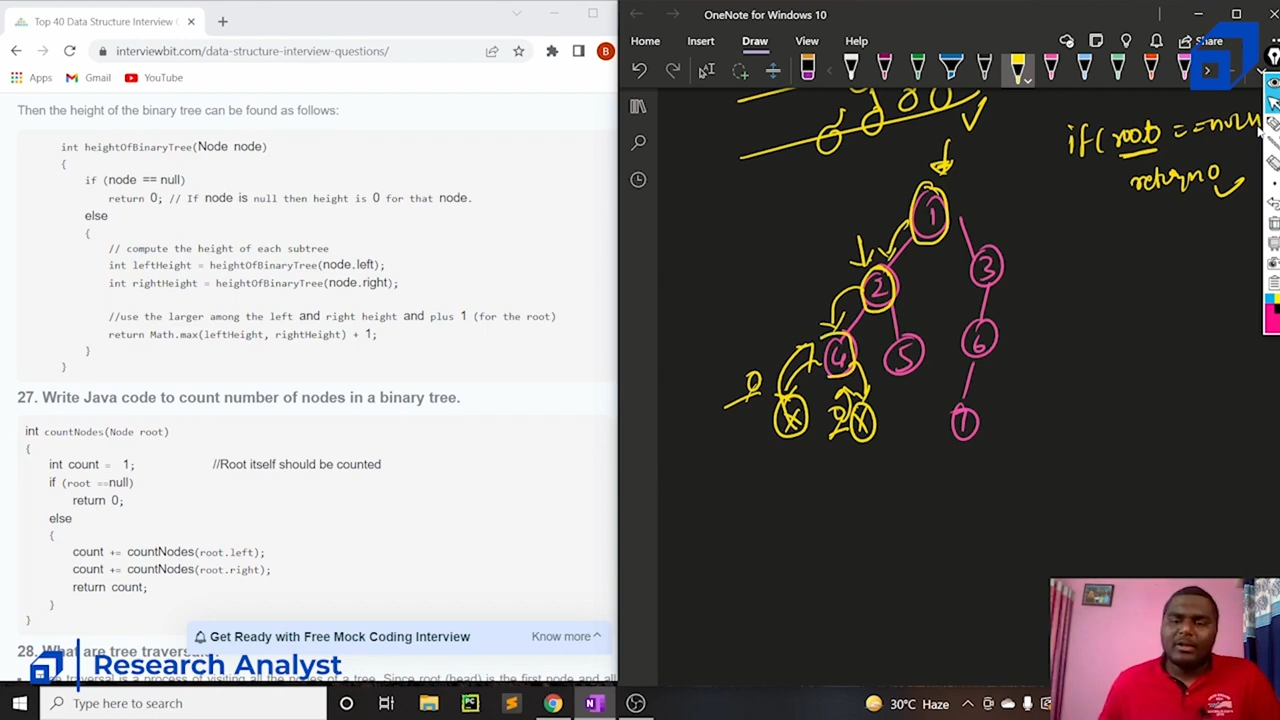 Top 40 Data Structure Interview
interviewbit.com/data-structure-interview-questions/
B
Apps
Gmail
YouTube
Then the height of the binary tree can be found as follows:
int heightOfBinaryTree(Node node)
{
if (node == null)
return 0; // If node is null then height is 0 for that node.
else
{
// compute the height of each subtree
int leftHeight = heightOfBinaryTree(node.left);
int rightHeight = heightOfBinaryTree(node.right);
//use the larger among the left and right height and plus 1 (for the root)
return Math.max(leftHeight, rightHeight) + 1;
}
}
27. Write Java code to count number of nodes in a binary tree.
int countNodes(Node root)
{
int count = 1; //Root itself should be counted
if (root ==null)
return 0;
else
{
count += countNodes(root.left);
count += countNodes(root.right);
return count;
}
}
Get Ready with Free Mock Coding Interview
Know more
28. What are tree travers
Research Analyst
Type here to search
OneNote for Windows 10
Home
Insert
Draw
View
Help
Share
if(root ==null
return 0
1
2
3
4
5
6
7
0
x
x
30°C Haze